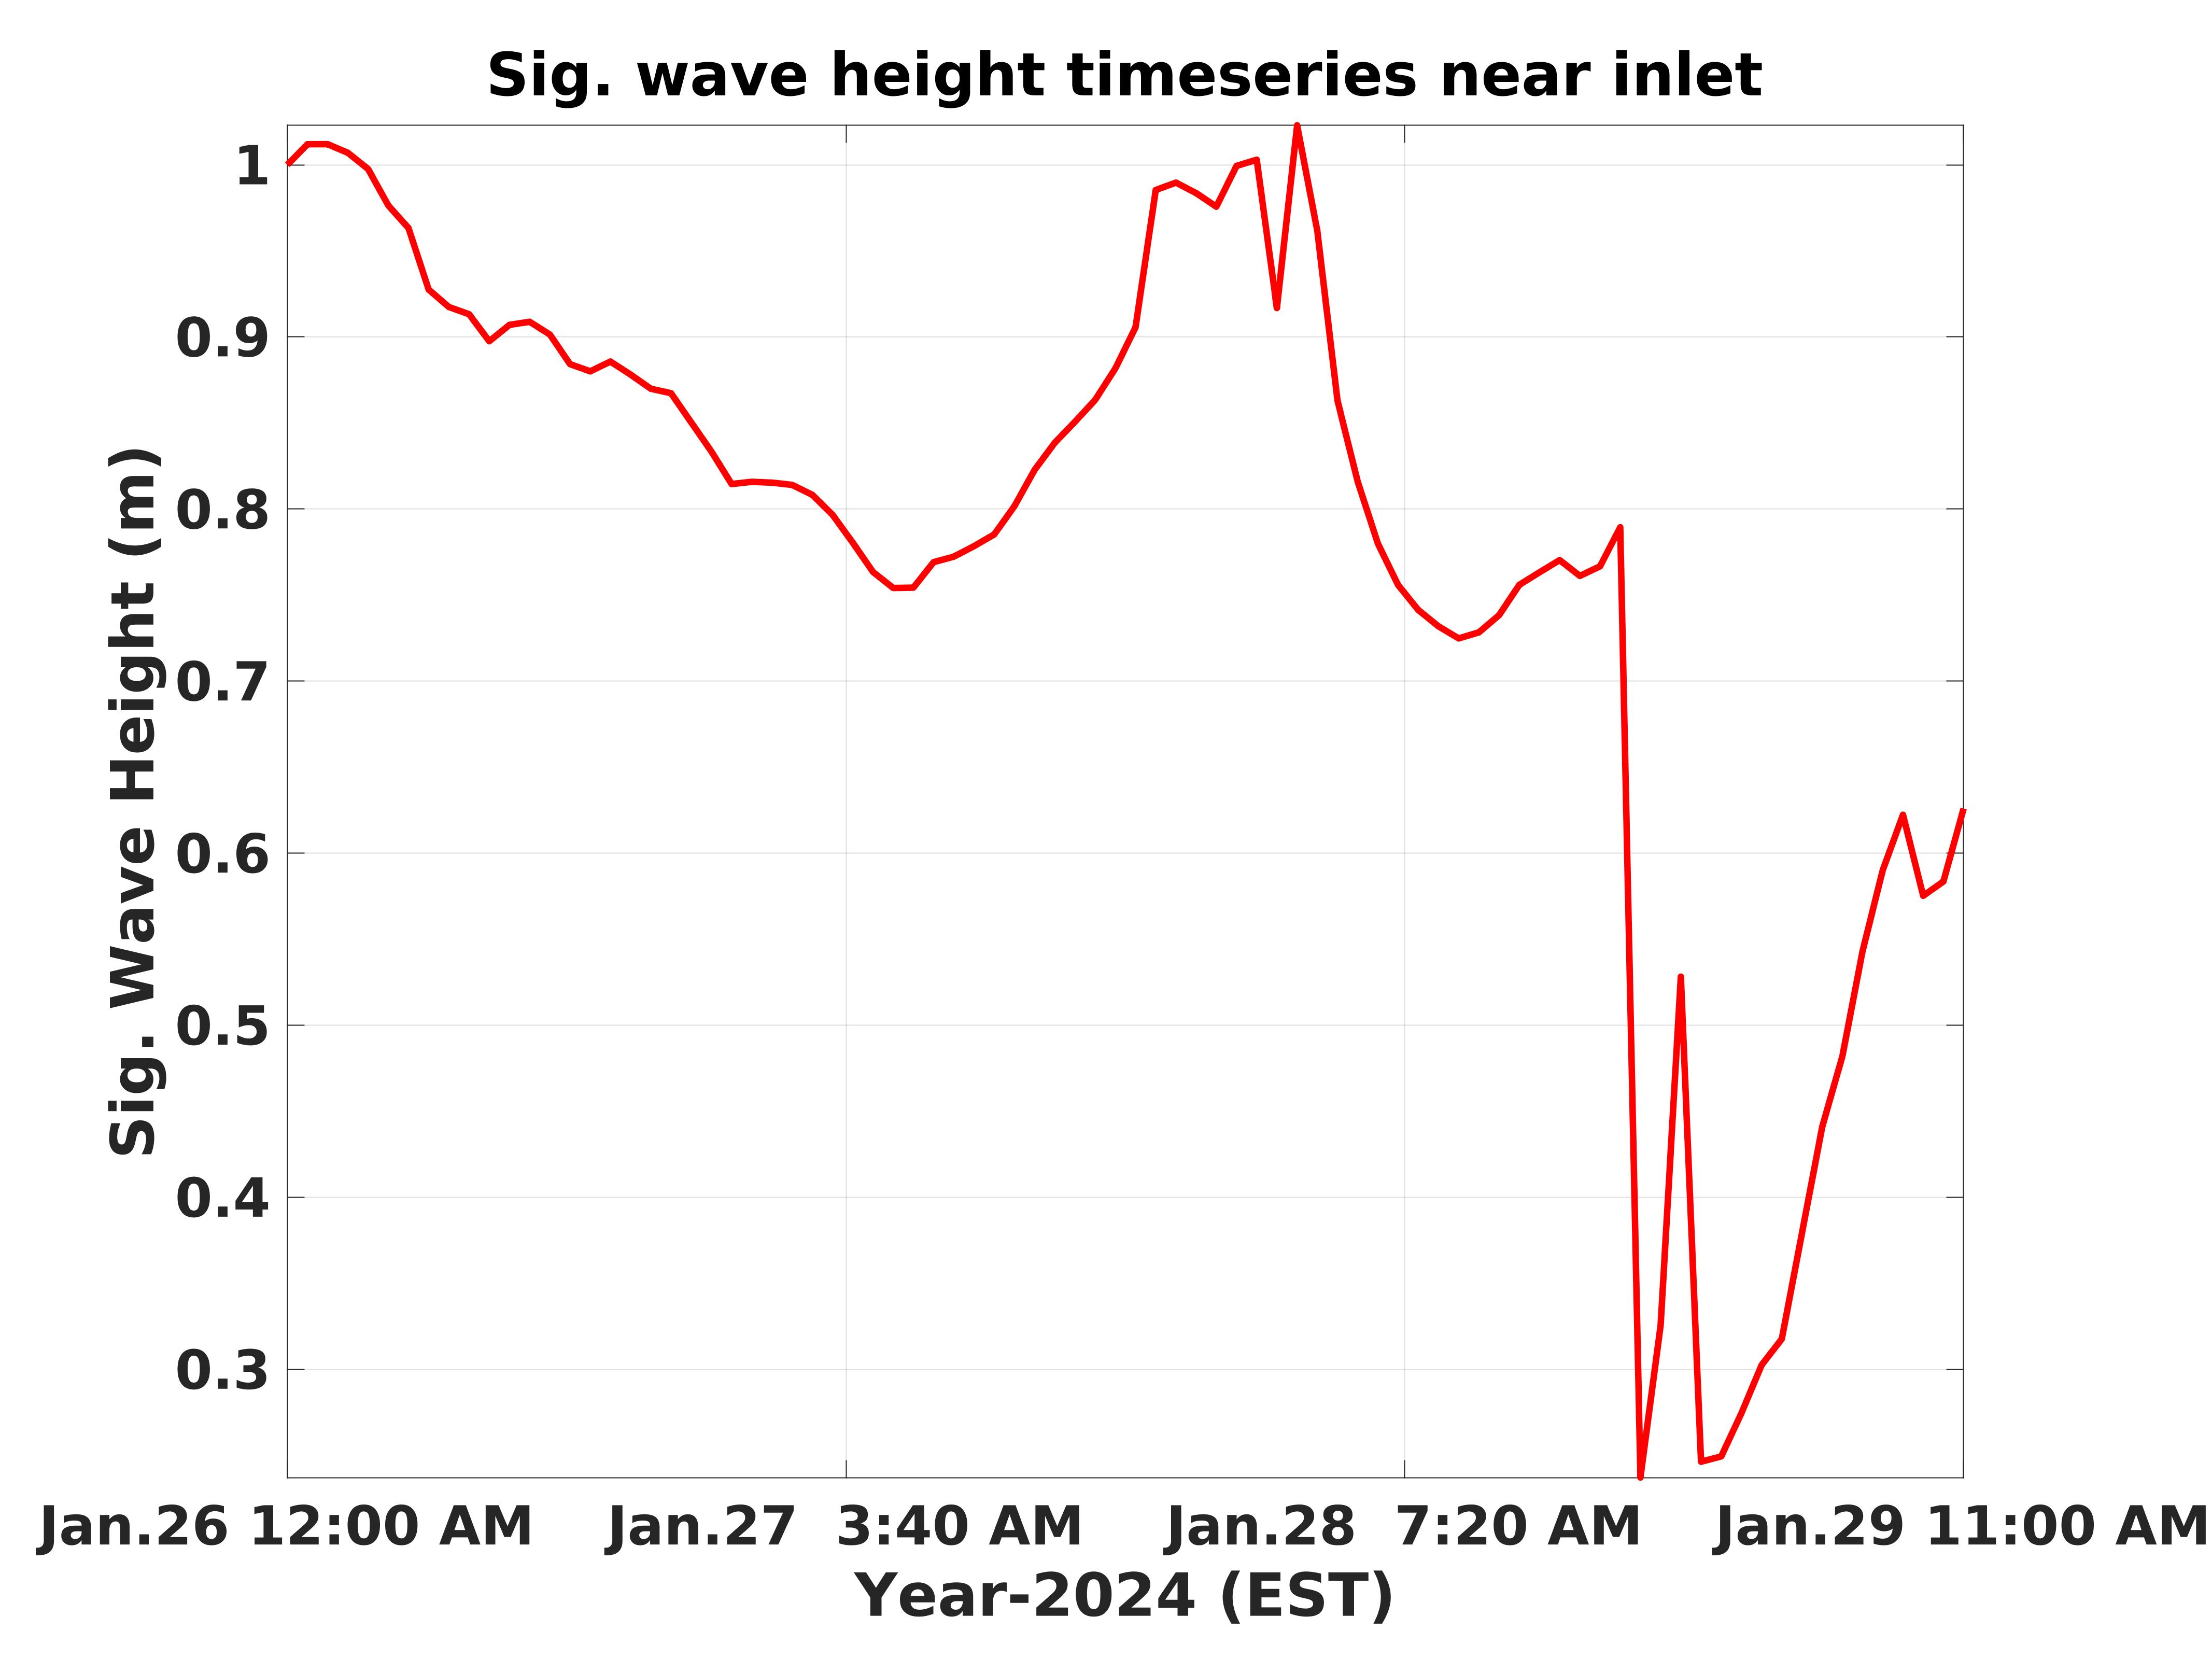 Sig. wave height timeseries near inlet
Sig. Wave Height (m)
1
0.9
0.8
0.7
0.6
0.5
0.4
0.3
Jan.26 12:00 AM Jan.27 3:40 AM Jan.28 7:20 AM Jan.29 11:00 AM
Year-2024 (EST)